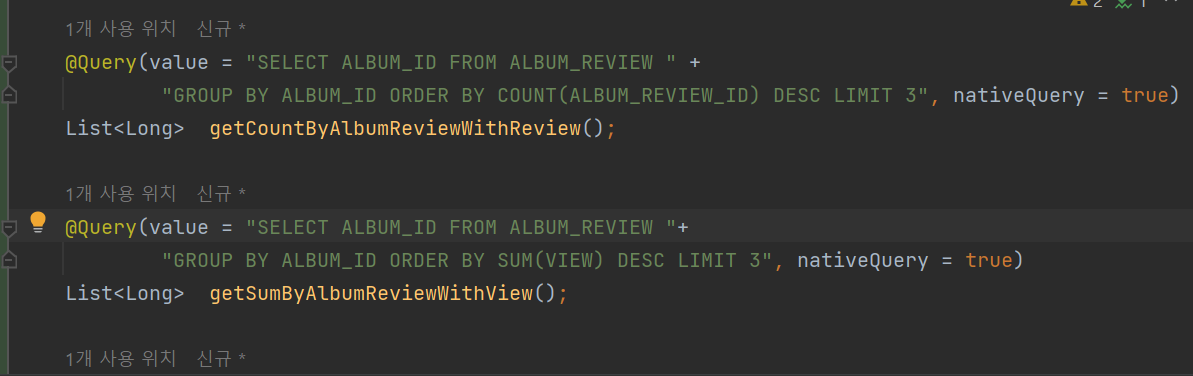 2 1
1개 사용 위치 신규 *
@Query(value = "SELECT ALBUM_ID FROM ALBUM_REVIEW " +
"GROUP BY ALBUM_ID ORDER BY COUNT(ALBUM_REVIEW_ID) DESC LIMIT 3", nativeQuery = true)
List<Long> getCountByAlbumReviewWithReview();
1개 사용 위치 신규 *
@Query(value = "SELECT ALBUM_ID FROM ALBUM_REVIEW "+
"GROUP BY ALBUM_ID ORDER BY SUM(VIEW) DESC LIMIT 3", nativeQuery = true)
List<Long> getSumByAlbumReviewWithView();
1개 사용 위치 신규 *